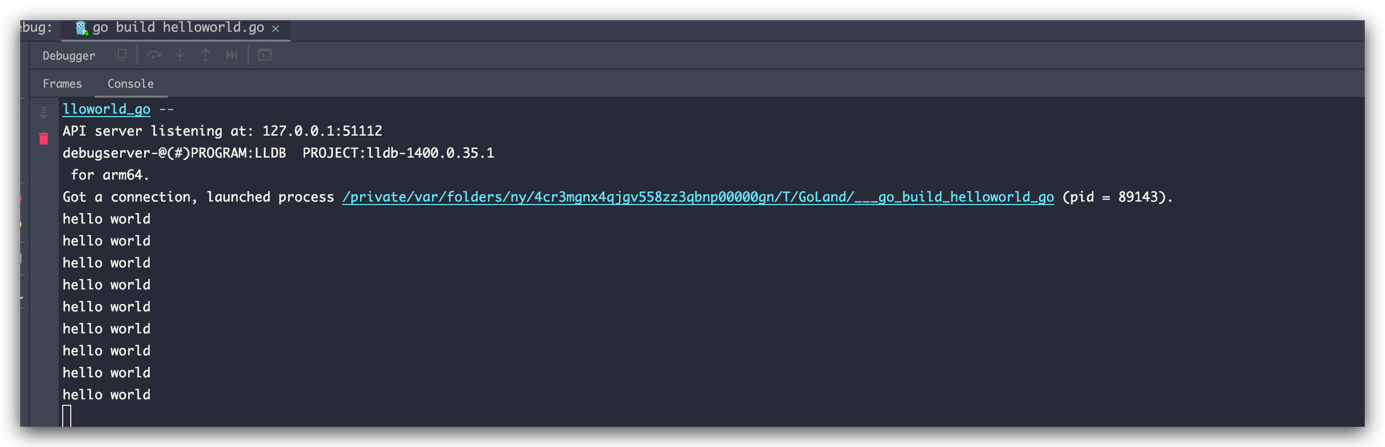 ebug:
go build helloworld.go ×
Debugger
Frames Console
lloworld_go --
API server listening at: 127.0.0.1:51112
debugserver-@(#)PROGRAM:LLDB  PROJECT:lldb-1400.0.35.1
 for arm64.
Got a connection, launched process /private/var/folders/ny/4cr3mgnx4qjgv558zz3qbnp00000gn/T/GoLand/___go_build_helloworld_go (pid = 89143).
hello world
hello world
hello world
hello world
hello world
hello world
hello world
hello world
hello world